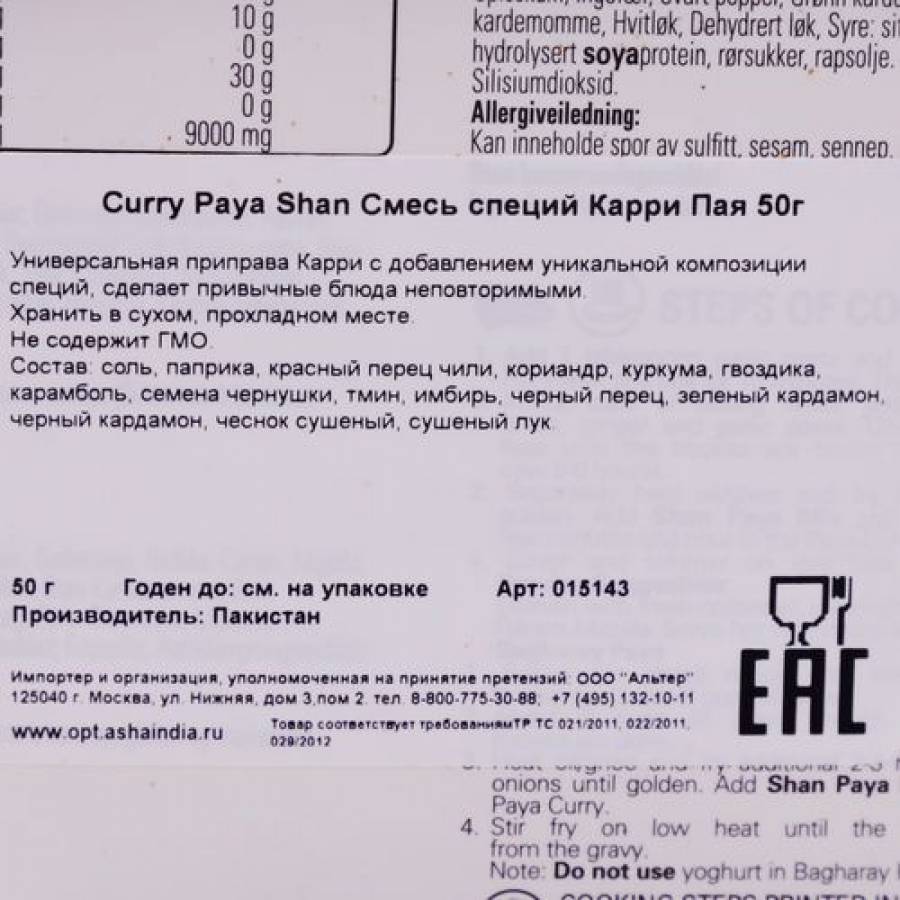 10 g
0 g
30 g
0 g
9000 mg
kardemomme, Hvitløk, Dehydrert løk, Syre:
hydrolysert soyaprotein, rørsukker, rapsolje.
Silisiumdioksid.
Allergiveiledning:
Kan inneholde spor av sulfitt, sesam, sennep,
Curry Paya Shan Смесь специй Карри Пая 50г
Универсальная приправа Карри с добавлением уникальной композиции
специй, сделает привычные блюда неповторимыми.
Хранить в сухом, прохладном месте.
Не содержит ГМО.
Состав: соль, паприка, красный перец чили, кориандр, куркума, гвоздика,
карамболь, семена чернушки, тмин, имбирь, черный перец, зеленый кардамон,
черный кардамон, чеснок сушеный, сушеный лук.
STEPS OF
50 г Годен до: см. на упаковке Арт: 015143
Производитель: Пакистан
Импортер и организация, уполномоченная на принятие претензий: ООО "Альтер"
125040 г. Москва, ул. Нижняя, дом 3,пом 2. тел. 8-800-775-30-88, +7 (495) 132-10-11
www.opt.ashaindia.ru
Товар соответствует требованиямТР ТС 021/2011, 022/2011,
029/2012
EAC
onions until golden. Add Shan Paya
Paya Curry.
4. Stir fry on low heat until the
from the gravy.
Note: Do not use yoghurt in Bagharay
COOKING STEPS PRINTED IN